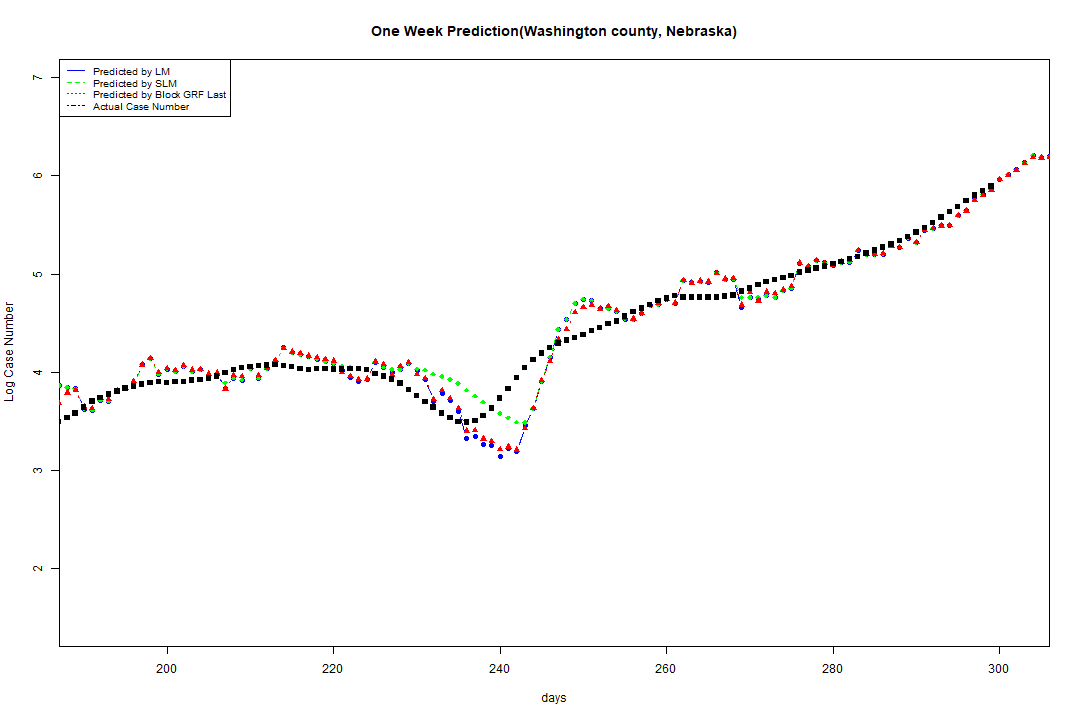 One Week Prediction(Washington county, Nebraska)
Predicted by LM
Predicted by SLM
Predicted by Block GRF Last
Actual Case Number
7
6
5
4
3
2
Log Case Number
200 220 240 260 280 300
days